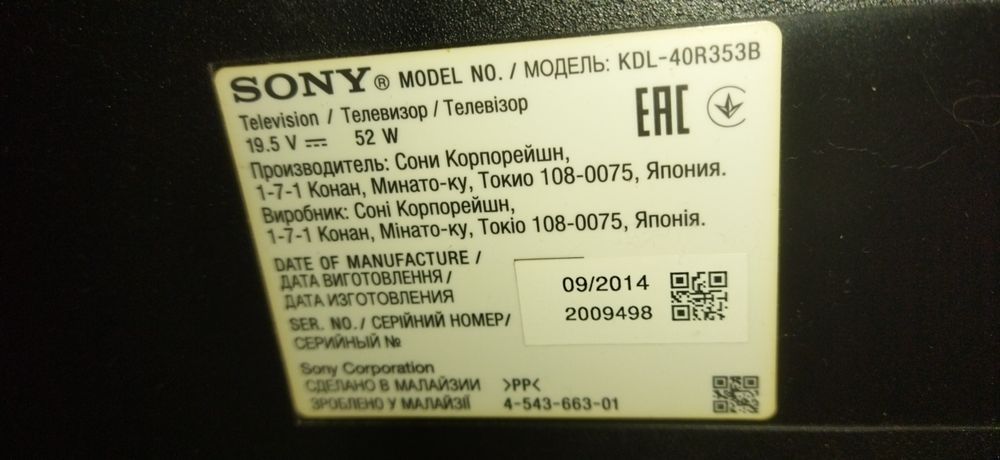 SONY® MODEL NO. / МОДЕЛЬ: KDL-40R353B
Television / Телевизор / Телевізор
19.5 V ⎓ 52 W
EAC
Производитель: Сони Корпорейшн,
1-7-1 Конан, Минато-ку, Токио 108-0075, Япония.
Виробник: Соні Корпорейшн,
1-7-1 Конан, Мінато-ку, Токіо 108-0075, Японія.
DATE OF MANUFACTURE /
ДАТА ВИГОТОВЛЕННЯ /
ДАТА ИЗГОТОВЛЕНИЯ
09/2014
2009498
SER. NO./ СЕРІЙНИЙ НОМЕР/
СЕРИЙНЫЙ №
Sony Corporation
СДЕЛАНО В МАЛАЙЗИИ >PP<
ЗРОБЛЕНО У МАЛАЙЗІЇ 4-543-663-01